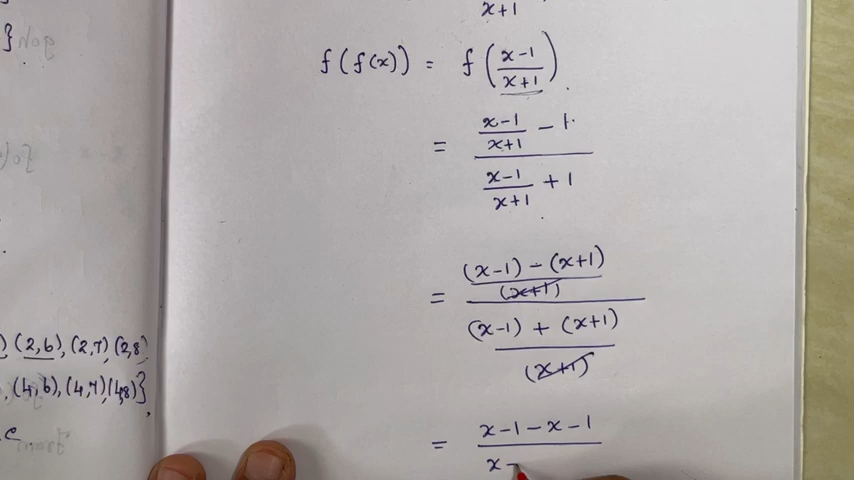 }
x+1
f(f(x)) = f((x-1)/(x+1))
= ((x-1)/(x+1) - 1)/((x-1)/(x+1) + 1)
= (((x-1) - (x+1))/(x+1))/(((x-1) + (x+1))/(x+1))
), (2,6), (2,7), (2,8)
, (4,6), (4,7), (4,8)}
= x-1-x-1
x-